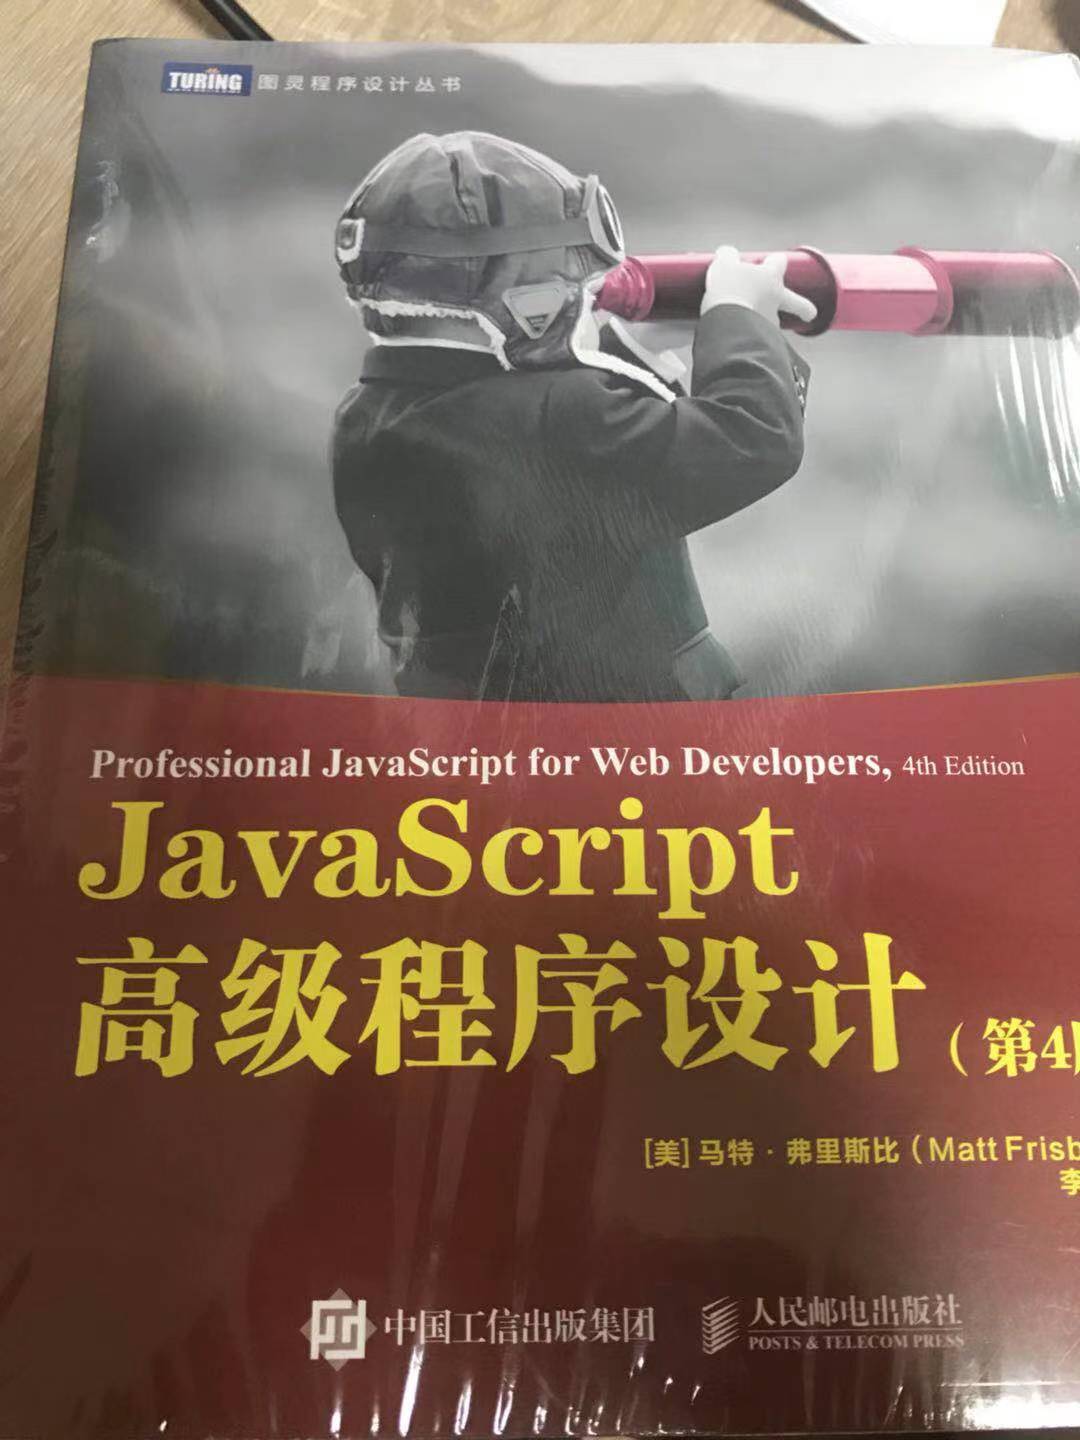 TURING 图灵程序设计丛书
Professional JavaScript for Web Developers, 4th Edition
JavaScript
高级程序设计（第4
[美] 马特·弗里斯比（Matt Frisb
李
中国工信出版集团 人民邮电出版社
POSTS & TELECOM PRESS